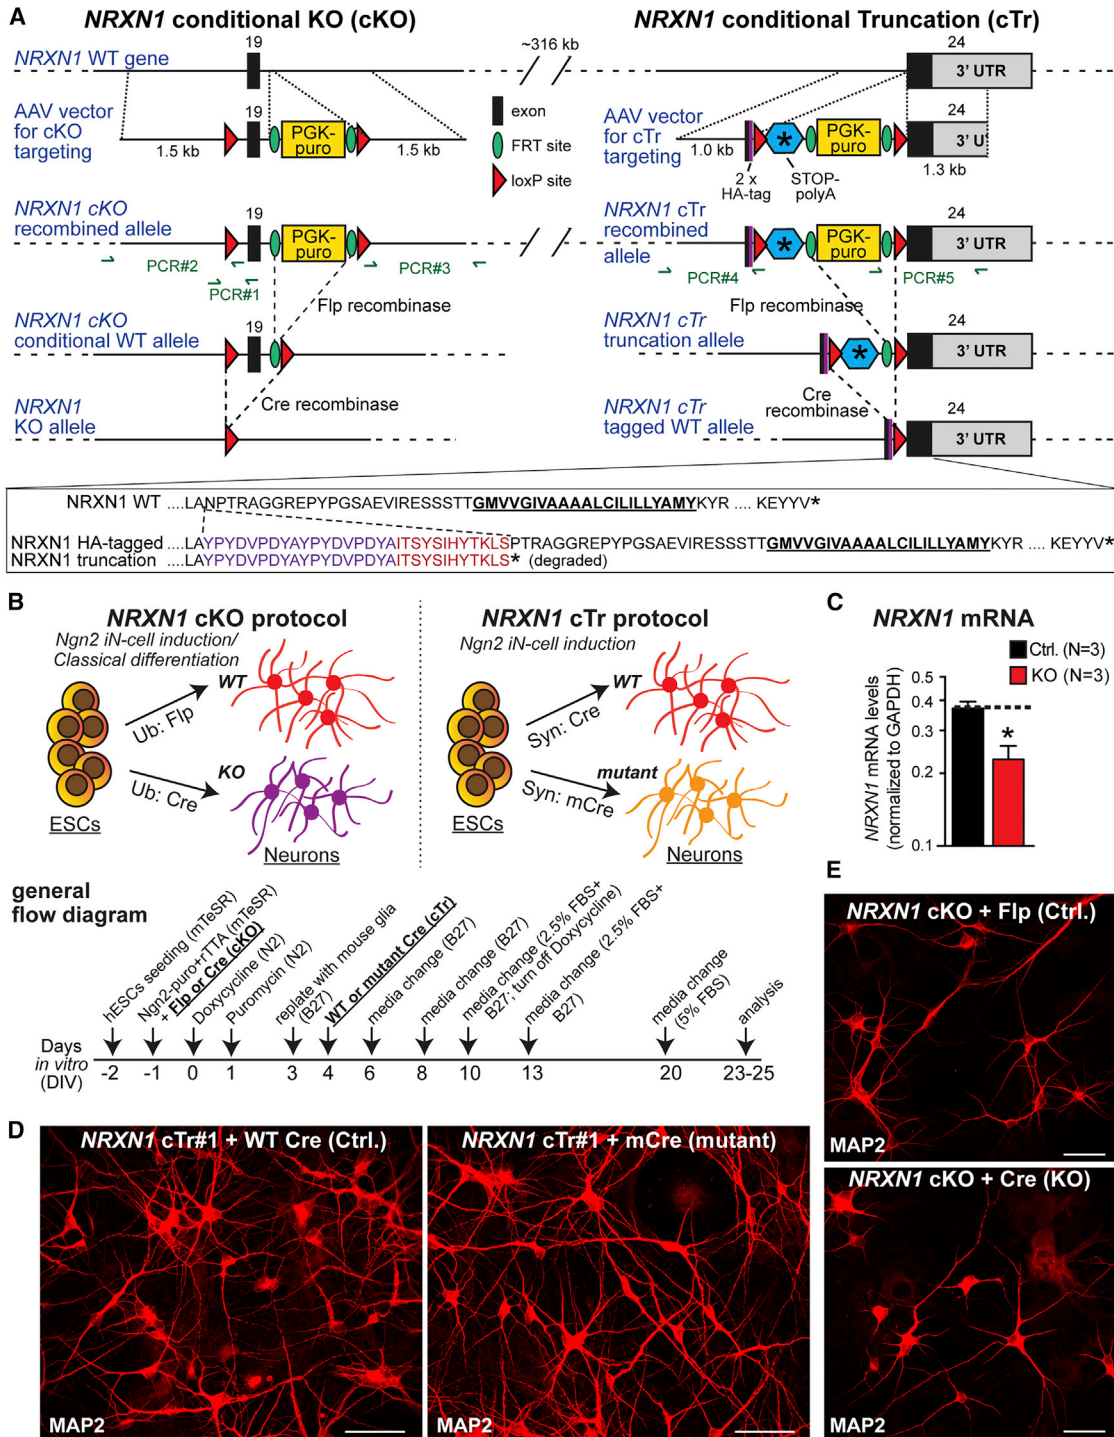 A
NRXN1 conditional KO (cKO)
NRXN1 conditional Truncation (cTr)
NRXN1 WT gene
19
~316 kb
24
3' UTR
AAV vector
for cKO
targeting
19
PGK-
puro
1.5 kb
1.5 kb
exon
FRT site
loxP site
AAV vector
for cTr
targeting
1.0 kb
2 x
HA-tag
*
STOP-
polyA
PGK-
puro
24
3' U
1.3 kb
NRXN1 cKO
recombined allele
19
PGK-
puro
PCR#2
PCR#1
PCR#3
NRXN1 cTr
recombined
allele
*
PGK-
puro
24
3' UTR
PCR#4
PCR#5
Flp recombinase
Flp recombinase
NRXN1 cKO
conditional WT allele
19
NRXN1 cTr
truncation allele
*
24
3' UTR
Cre recombinase
Cre
recombinase
NRXN1
KO allele
NRXN1 cTr
tagged WT allele
24
3' UTR
NRXN1 WT ....LANPTRAGGREPYPGSAEVIRESSSTTGMVVGIVAAAALCILILLYAMYKYR .... KEYYV*
NRXN1 HA-tagged ....LAYPYDVPDYAYPYDVPDYAITSYSIHYTKLSPTRAGGREPYPGSAEVIRESSSTTGMVVGIVAAAALCILILLYAMYKYR .... KEYYV*
NRXN1 truncation ....LAYPYDVPDYAYPYDVPDYAITSYSIHYTKLS* (degraded)
B
NRXN1 cKO protocol
Ngn2 iN-cell induction/
Classical differentiation
WT
Ub: Flp
KO
Ub: Cre
ESCs
Neurons
NRXN1 cTr protocol
Ngn2 iN-cell induction
WT
Syn: Cre
mutant
Syn: mCre
ESCs
Neurons
general
flow diagram
hESCs seeding (mTeSR)
Ngn2-puro+rTTA (mTeSR)
+ Flp or Cre (cKO)
Doxycycline (N2)
Puromycin (N2)
replate with mouse glia
(B27)
WT or mutant Cre (cTr)
media change (B27)
media change (B27)
media change (2.5% FBS+
B27; turn off Doxycycline)
media change (2.5% FBS+
B27)
media change
(5% FBS)
analysis
Days
in vitro
(DIV)
-2 -1 0 1 3 4 6 8 10 13 20 23-25
C
NRXN1 mRNA
Ctrl. (N=3)
KO (N=3)
NRXN1 mRNA levels
(normalized to GAPDH)
0.5
0.4
0.3
0.2
0.1
*
D
NRXN1 cTr#1 + WT Cre (Ctrl.)
MAP2
NRXN1 cTr#1 + mCre (mutant)
MAP2
E
NRXN1 cKO + Flp (Ctrl.)
MAP2
NRXN1 cKO + Cre (KO)
MAP2